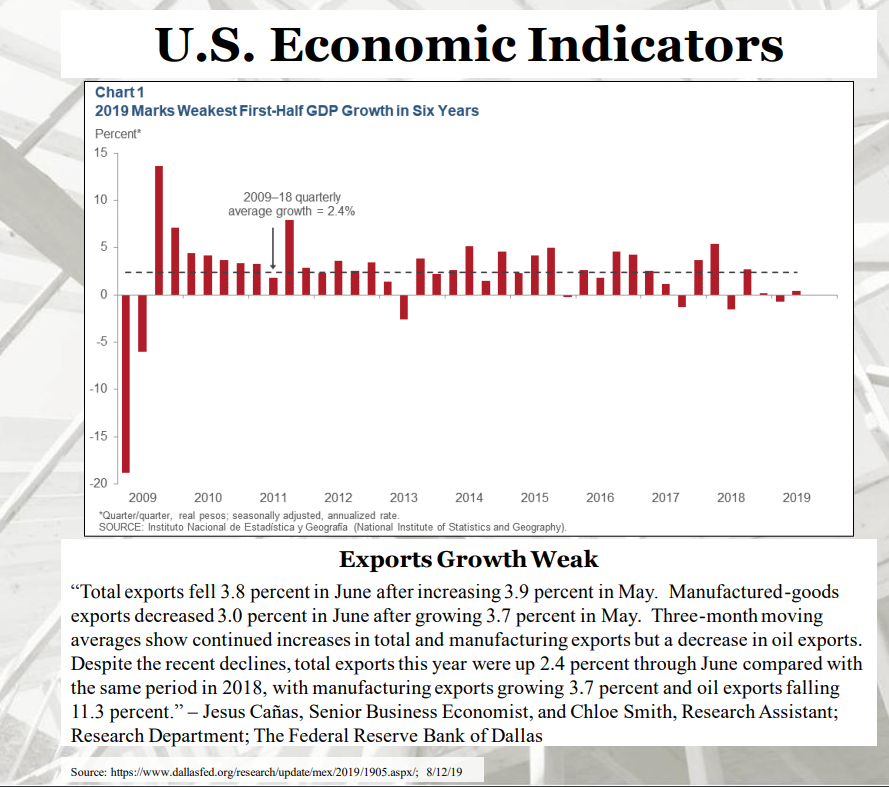 U.S. Economic Indicators
Chart 1
2019 Marks Weakest First-Half GDP Growth in Six Years
Percent*
15
10
5
0
-5
-10
-15
-20
2009–18 quarterly
average growth = 2.4%
2009 2010 2011 2012 2013 2014 2015 2016 2017 2018 2019
*Quarter/quarter, real pesos; seasonally adjusted, annualized rate.
SOURCE: Instituto Nacional de Estadística y Geografía (National Institute of Statistics and Geography).
Exports Growth Weak
“Total exports fell 3.8 percent in June after increasing 3.9 percent in May. Manufactured-goods
exports decreased 3.0 percent in June after growing 3.7 percent in May. Three-month moving
averages show continued increases in total and manufacturing exports but a decrease in oil exports.
Despite the recent declines, total exports this year were up 2.4 percent through June compared with
the same period in 2018, with manufacturing exports growing 3.7 percent and oil exports falling
11.3 percent.” – Jesus Cañas, Senior Business Economist, and Chloe Smith, Research Assistant;
Research Department; The Federal Reserve Bank of Dallas
Source: https://www.dallasfed.org/research/update/mex/2019/1905.aspx/; 8/12/19